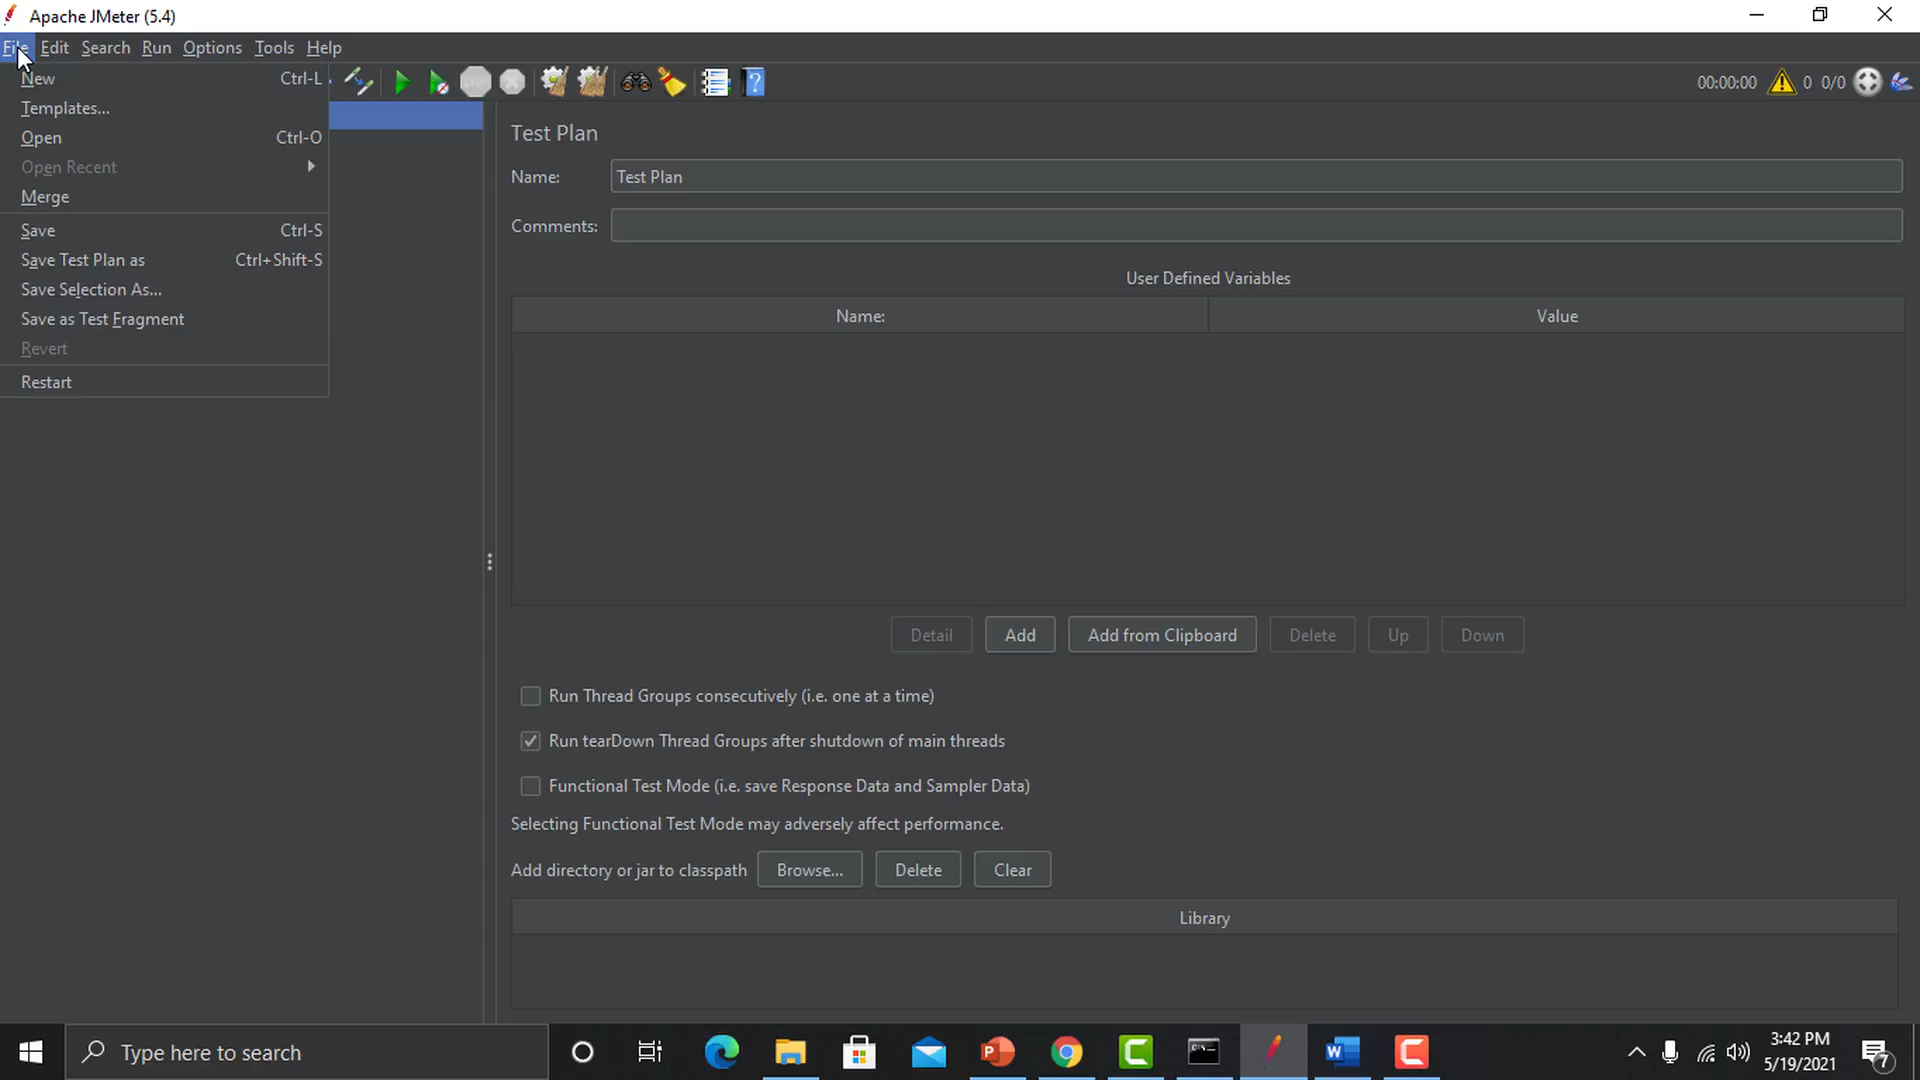 Apache JMeter (5.4)
File Edit Search Run Options Tools Help
New Ctrl-L
Templates...
Open Ctrl-O
Open Recent
Merge
Save Ctrl-S
Save Test Plan as Ctrl+Shift-S
Save Selection As...
Save as Test Fragment
Revert
Restart
00:00:00 0 0/0
Test Plan
Name: Test Plan
Comments:
User Defined Variables
Name: Value
Detail Add Add from Clipboard Delete Up Down
Run Thread Groups consecutively (i.e. one at a time)
Run tearDown Thread Groups after shutdown of main threads
Functional Test Mode (i.e. save Response Data and Sampler Data)
Selecting Functional Test Mode may adversely affect performance.
Add directory or jar to classpath Browse... Delete Clear
Library
Type here to search
3:42 PM
5/19/2021
7